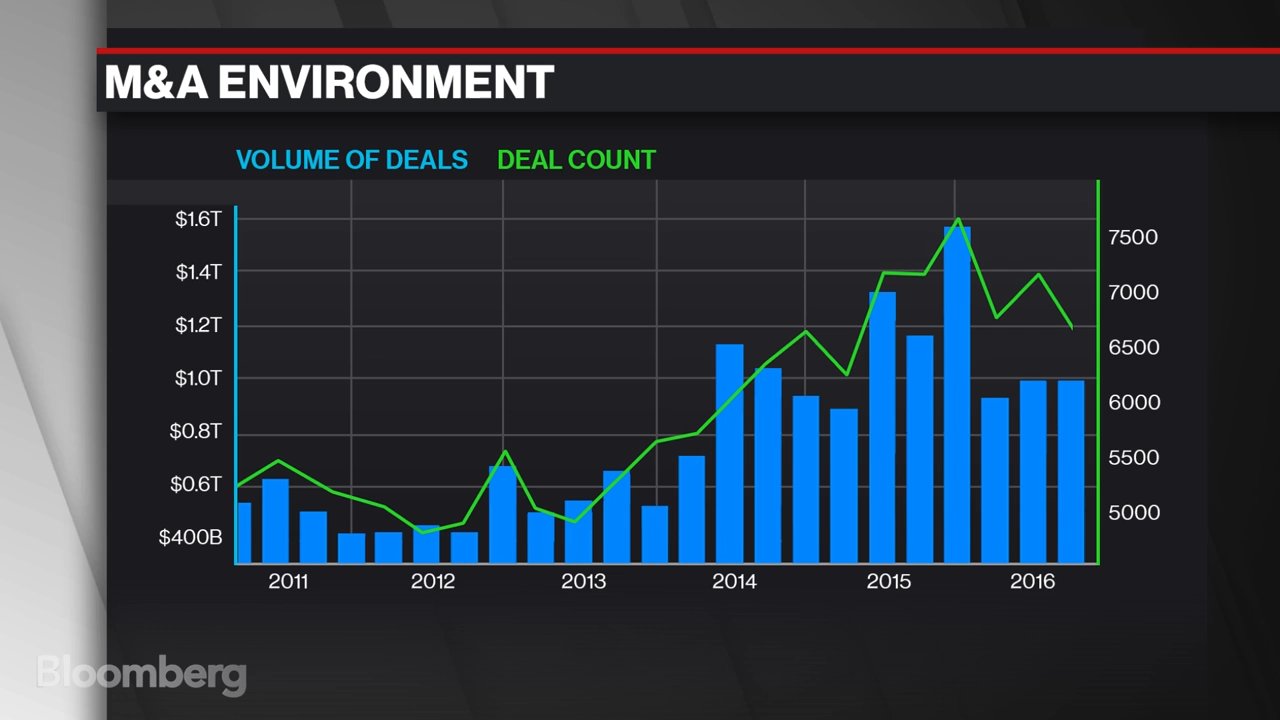 M&A ENVIRONMENT
VOLUME OF DEALS DEAL COUNT
$1.6T
$1.4T
$1.2T
$1.0T
$0.8T
$0.6T
$400B
7500
7000
6500
6000
5500
5000
2011 2012 2013 2014 2015 2016
Bloomberg